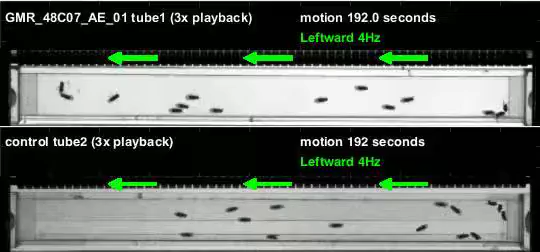 GMR_48C07_AE_01 tube1 (3x playback)
motion 192.0 seconds
Leftward 4Hz
control tube2 (3x playback)
motion 192 seconds
Leftward 4Hz